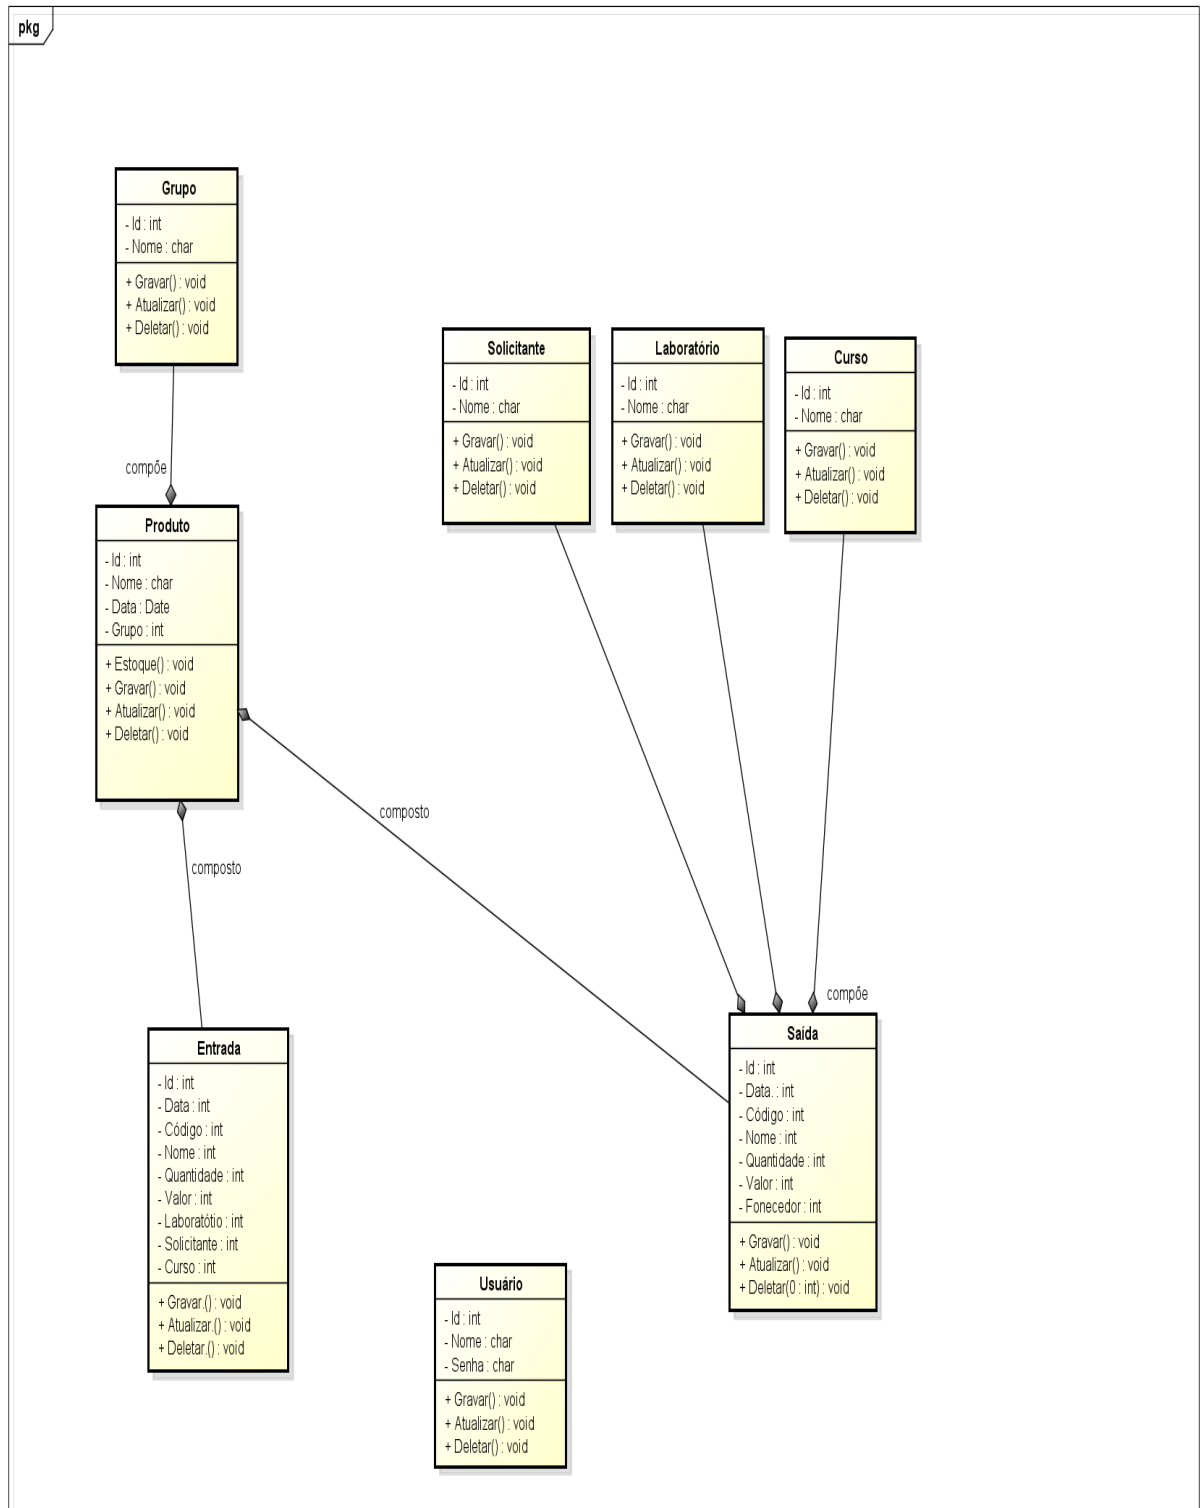 pkg
Grupo
- Id : int
- Nome : char
+ Gravar() : void
+ Atualizar() : void
+ Deletar() : void
Solicitante
- Id : int
- Nome : char
+ Gravar() : void
+ Atualizar() : void
+ Deletar() : void
Laboratório
- Id : int
- Nome : char
+ Gravar() : void
+ Atualizar() : void
+ Deletar() : void
Curso
- Id : int
- Nome : char
+ Gravar() : void
+ Atualizar() : void
+ Deletar() : void
compõe
Produto
- Id : int
- Nome : char
- Data : Date
- Grupo : int
+ Estoque() : void
+ Gravar() : void
+ Atualizar() : void
+ Deletar() : void
composto
composto
compõe
Entrada
- Id : int
- Data : int
- Código : int
- Nome : int
- Quantidade : int
- Valor : int
- Laboratótio : int
- Solicitante : int
- Curso : int
+ Gravar.() : void
+ Atualizar.() : void
+ Deletar.() : void
Saída
- Id : int
- Data. : int
- Código : int
- Nome : int
- Quantidade : int
- Valor : int
- Fonecedor : int
+ Gravar() : void
+ Atualizar() : void
+ Deletar(0 : int) : void
Usuário
- Id : int
- Nome : char
- Senha : char
+ Gravar() : void
+ Atualizar() : void
+ Deletar() : void